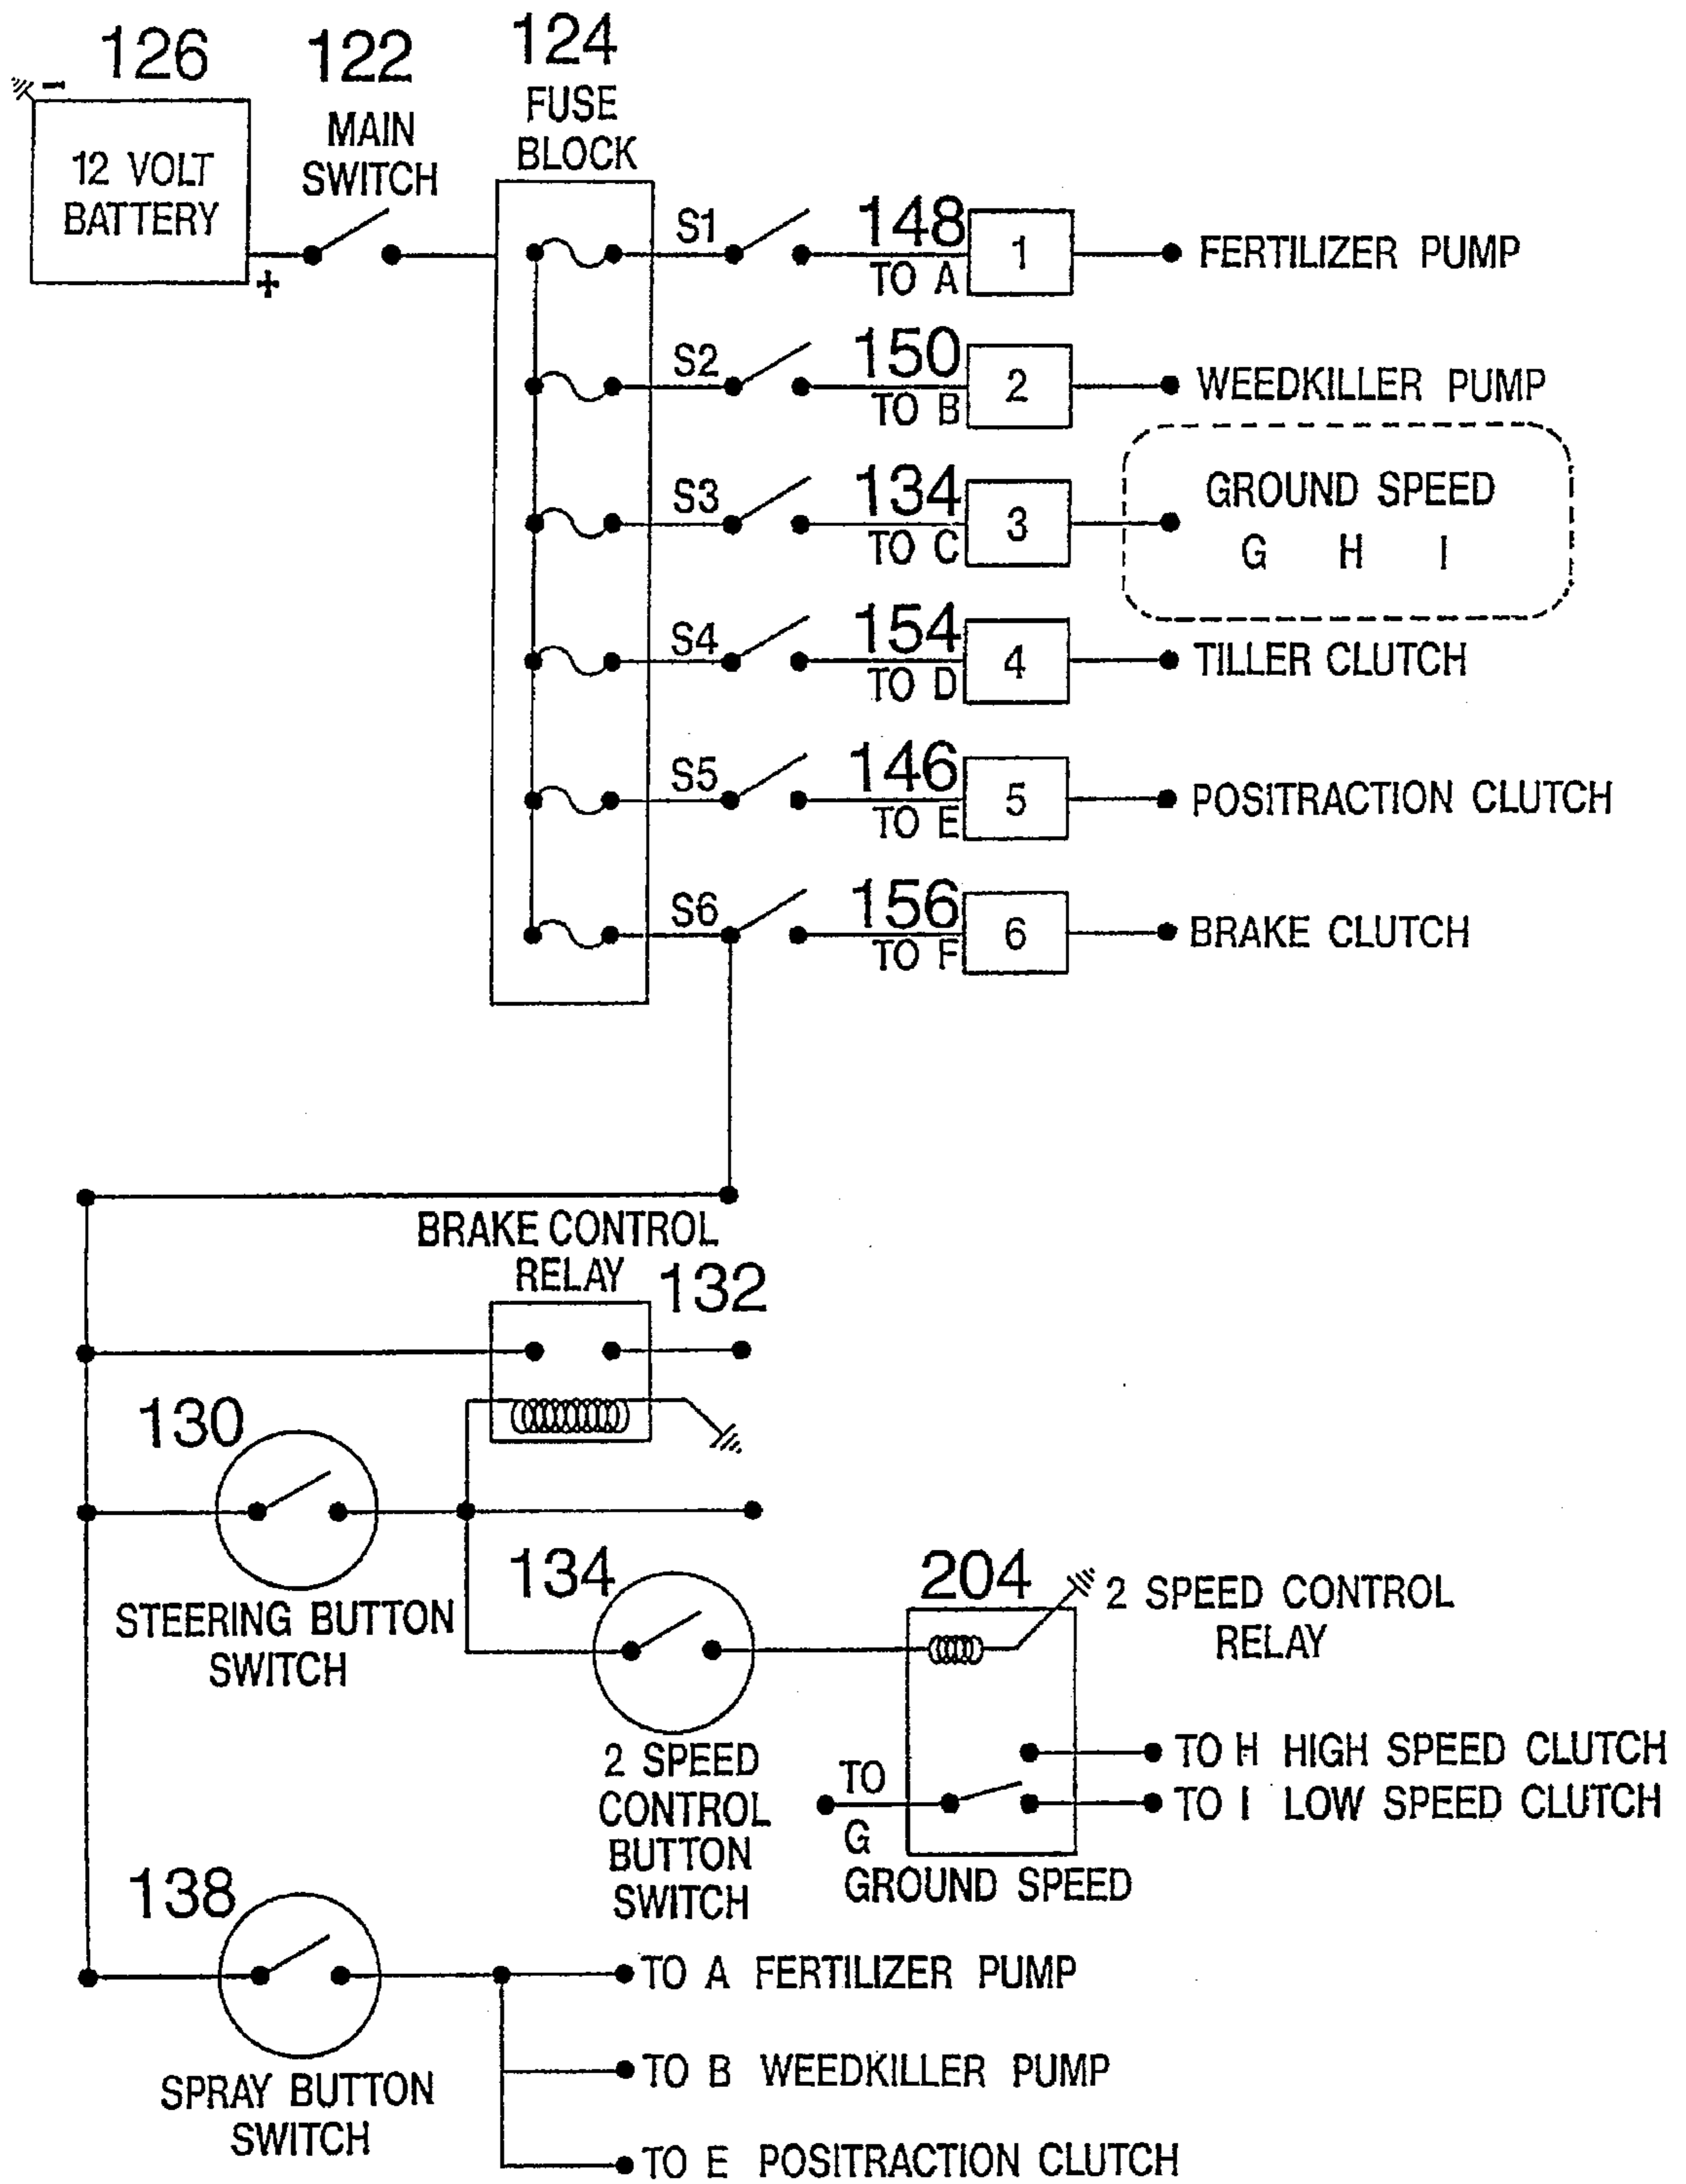 126
122
124
-
12 VOLT
BATTERY
+
MAIN
SWITCH
FUSE
BLOCK
S1
148
TO A
1
FERTILIZER PUMP
S2
150
TO B
2
WEEDKILLER PUMP
S3
134
TO C
3
GROUND SPEED
G H I
S4
154
TO D
4
TILLER CLUTCH
S5
146
TO E
5
POSITRACTION CLUTCH
S6
156
TO F
6
BRAKE CLUTCH
BRAKE CONTROL
RELAY
132
130
STEERING BUTTON
SWITCH
134
2 SPEED
CONTROL
BUTTON
SWITCH
204
2 SPEED CONTROL
RELAY
TO H HIGH SPEED CLUTCH
TO I LOW SPEED CLUTCH
TO
G
GROUND SPEED
138
SPRAY BUTTON
SWITCH
TO A FERTILIZER PUMP
TO B WEEDKILLER PUMP
TO E POSITRACTION CLUTCH